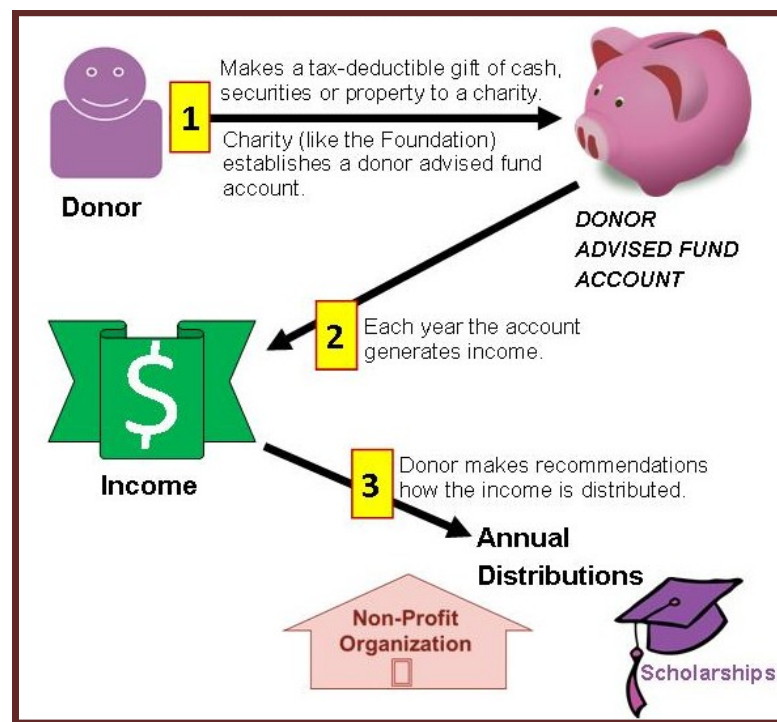 Makes a tax-deductible gift of cash,
securities or property to a charity.
1
Charity (like the Foundation)
establishes a donor advised fund
account.
Donor
DONOR
ADVISED FUND
ACCOUNT
2
Each year the account
generates income.
$
Income
3
Donor makes recommendations
how the income is distributed.
Annual
Distributions
Non-Profit
Organization
Scholarships